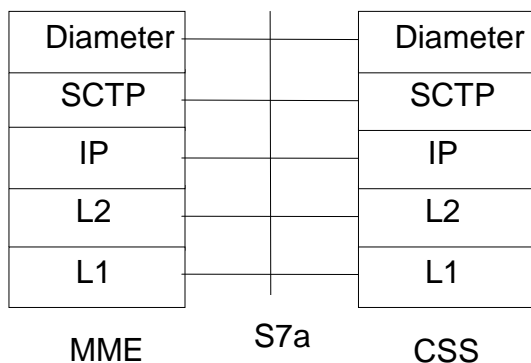 Diameter Diameter
SCTP SCTP
IP IP
L2 L2
L1 L1
MME S7a CSS